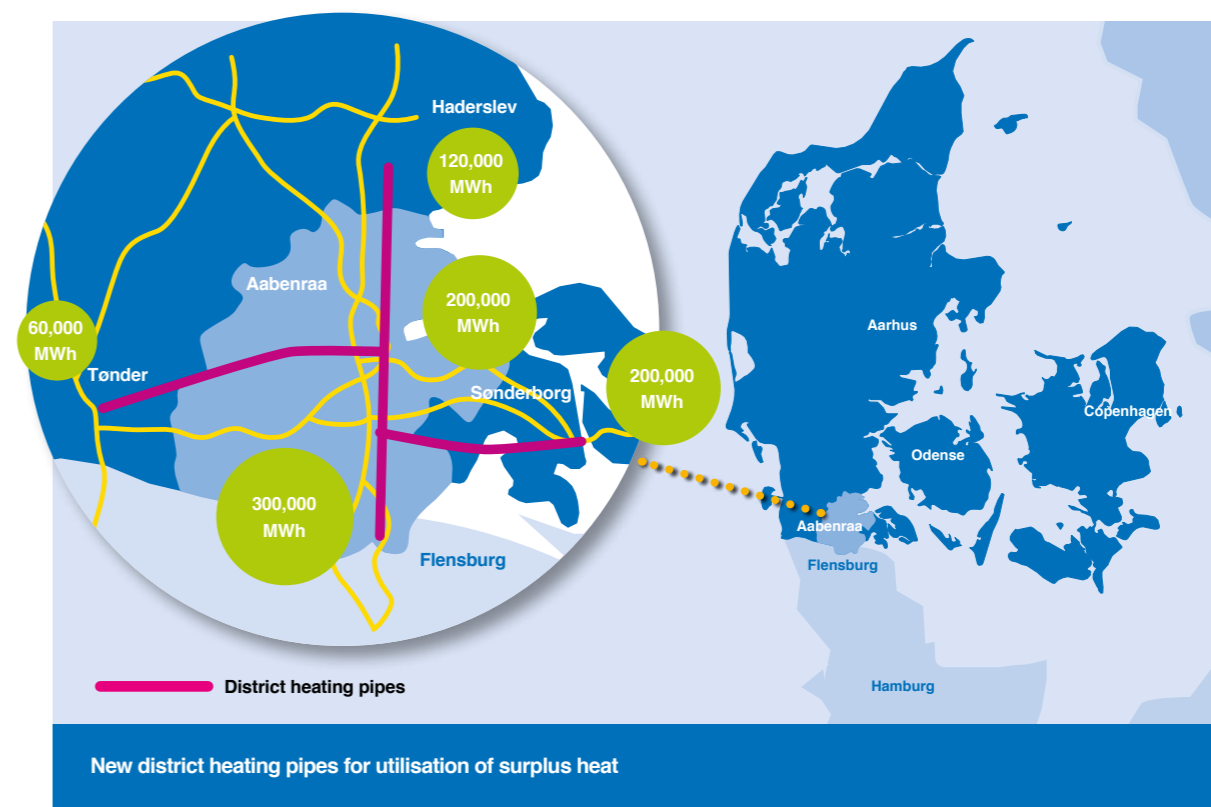 Haderslev
120,000
MWh
Aabenraa
200,000
MWh
60,000
MWh
Tønder
Sønderborg
200,000
MWh
300,000
MWh
Flensburg
Aarhus
Copenhagen
Odense
Aabenraa
Flensburg
Hamburg
District heating pipes
New district heating pipes for utilisation of surplus heat